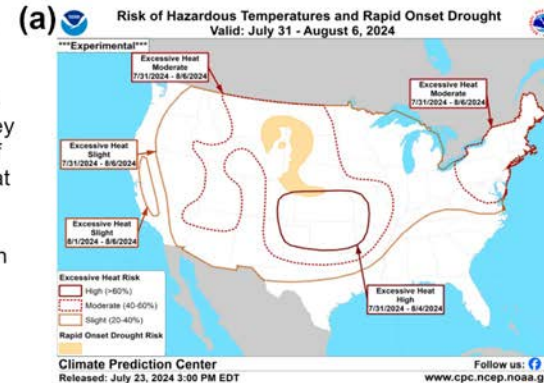 (a)
Risk of Hazardous Temperatures and Rapid Onset Drought
Valid: July 31 - August 6, 2024
***Experimental***
Excessive Heat
Moderate
7/31/2024 - 8/6/2024
Excessive Heat
Moderate
7/31/2024 - 8/6/2024
ey
f
at
n
Excessive Heat
Slight
7/31/2024 - 8/6/2024
Excessive Heat
Slight
8/1/2024 - 8/6/2024
Excessive Heat
High
7/31/2024 - 8/4/2024
Excessive Heat Risk
High (>60%)
Moderate (40-60%)
Slight (20-40%)
Rapid Onset Drought Risk
Climate Prediction Center
Released: July 23, 2024 3:00 PM EDT
Follow us:
www.cpc.ncep.noaa.g